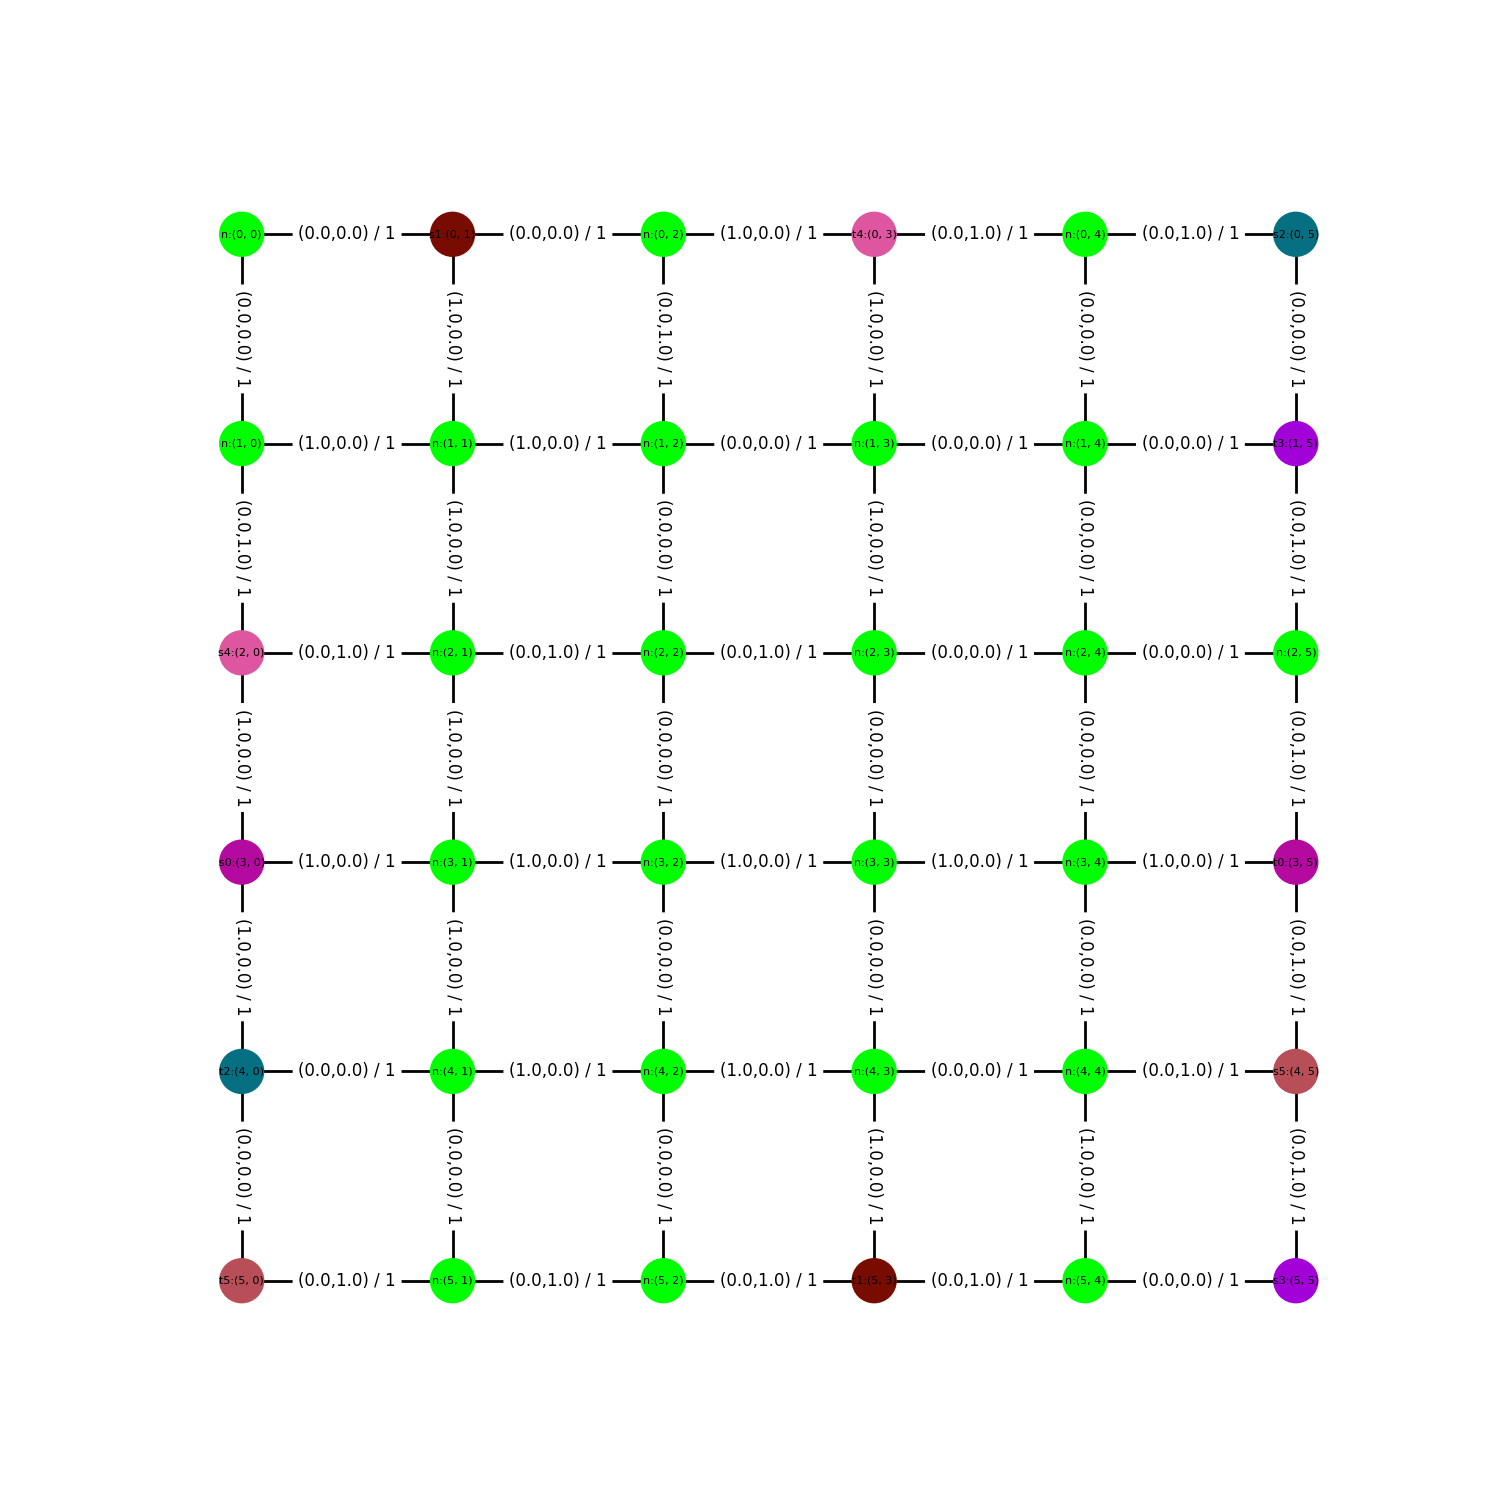 n:(0, 0) (0.0,0.0) / 1 s1:(0, 1) (0.0,0.0) / 1 n:(0, 2) (1.0,0.0) / 1 t4:(0, 3) (0.0,1.0) / 1 n:(0, 4) (0.0,1.0) / 1 s2:(0, 5)
(0.0,0.0) / 1 (1.0,0.0) / 1 (0.0,1.0) / 1 (1.0,0.0) / 1 (0.0,0.0) / 1 (0.0,0.0) / 1
n:(1, 0) (1.0,0.0) / 1 n:(1, 1) (1.0,0.0) / 1 n:(1, 2) (0.0,0.0) / 1 n:(1, 3) (0.0,0.0) / 1 n:(1, 4) (0.0,0.0) / 1 t3:(1, 5)
(0.0,1.0) / 1 (1.0,0.0) / 1 (0.0,0.0) / 1 (1.0,0.0) / 1 (0.0,0.0) / 1 (0.0,1.0) / 1
s4:(2, 0) (0.0,1.0) / 1 n:(2, 1) (0.0,1.0) / 1 n:(2, 2) (0.0,1.0) / 1 n:(2, 3) (0.0,0.0) / 1 n:(2, 4) (0.0,0.0) / 1 n:(2, 5)
(1.0,0.0) / 1 (1.0,0.0) / 1 (0.0,0.0) / 1 (0.0,0.0) / 1 (0.0,0.0) / 1 (0.0,1.0) / 1
s0:(3, 0) (1.0,0.0) / 1 n:(3, 1) (1.0,0.0) / 1 n:(3, 2) (1.0,0.0) / 1 n:(3, 3) (1.0,0.0) / 1 n:(3, 4) (1.0,0.0) / 1 t0:(3, 5)
(1.0,0.0) / 1 (1.0,0.0) / 1 (0.0,0.0) / 1 (0.0,0.0) / 1 (0.0,0.0) / 1 (0.0,1.0) / 1
t2:(4, 0) (0.0,0.0) / 1 n:(4, 1) (1.0,0.0) / 1 n:(4, 2) (1.0,0.0) / 1 n:(4, 3) (0.0,0.0) / 1 n:(4, 4) (0.0,1.0) / 1 s5:(4, 5)
(0.0,0.0) / 1 (0.0,0.0) / 1 (0.0,0.0) / 1 (1.0,0.0) / 1 (1.0,0.0) / 1 (0.0,1.0) / 1
t5:(5, 0) (0.0,1.0) / 1 n:(5, 1) (0.0,1.0) / 1 n:(5, 2) (0.0,1.0) / 1 t1:(5, 3) (0.0,1.0) / 1 n:(5, 4) (0.0,0.0) / 1 s3:(5, 5)